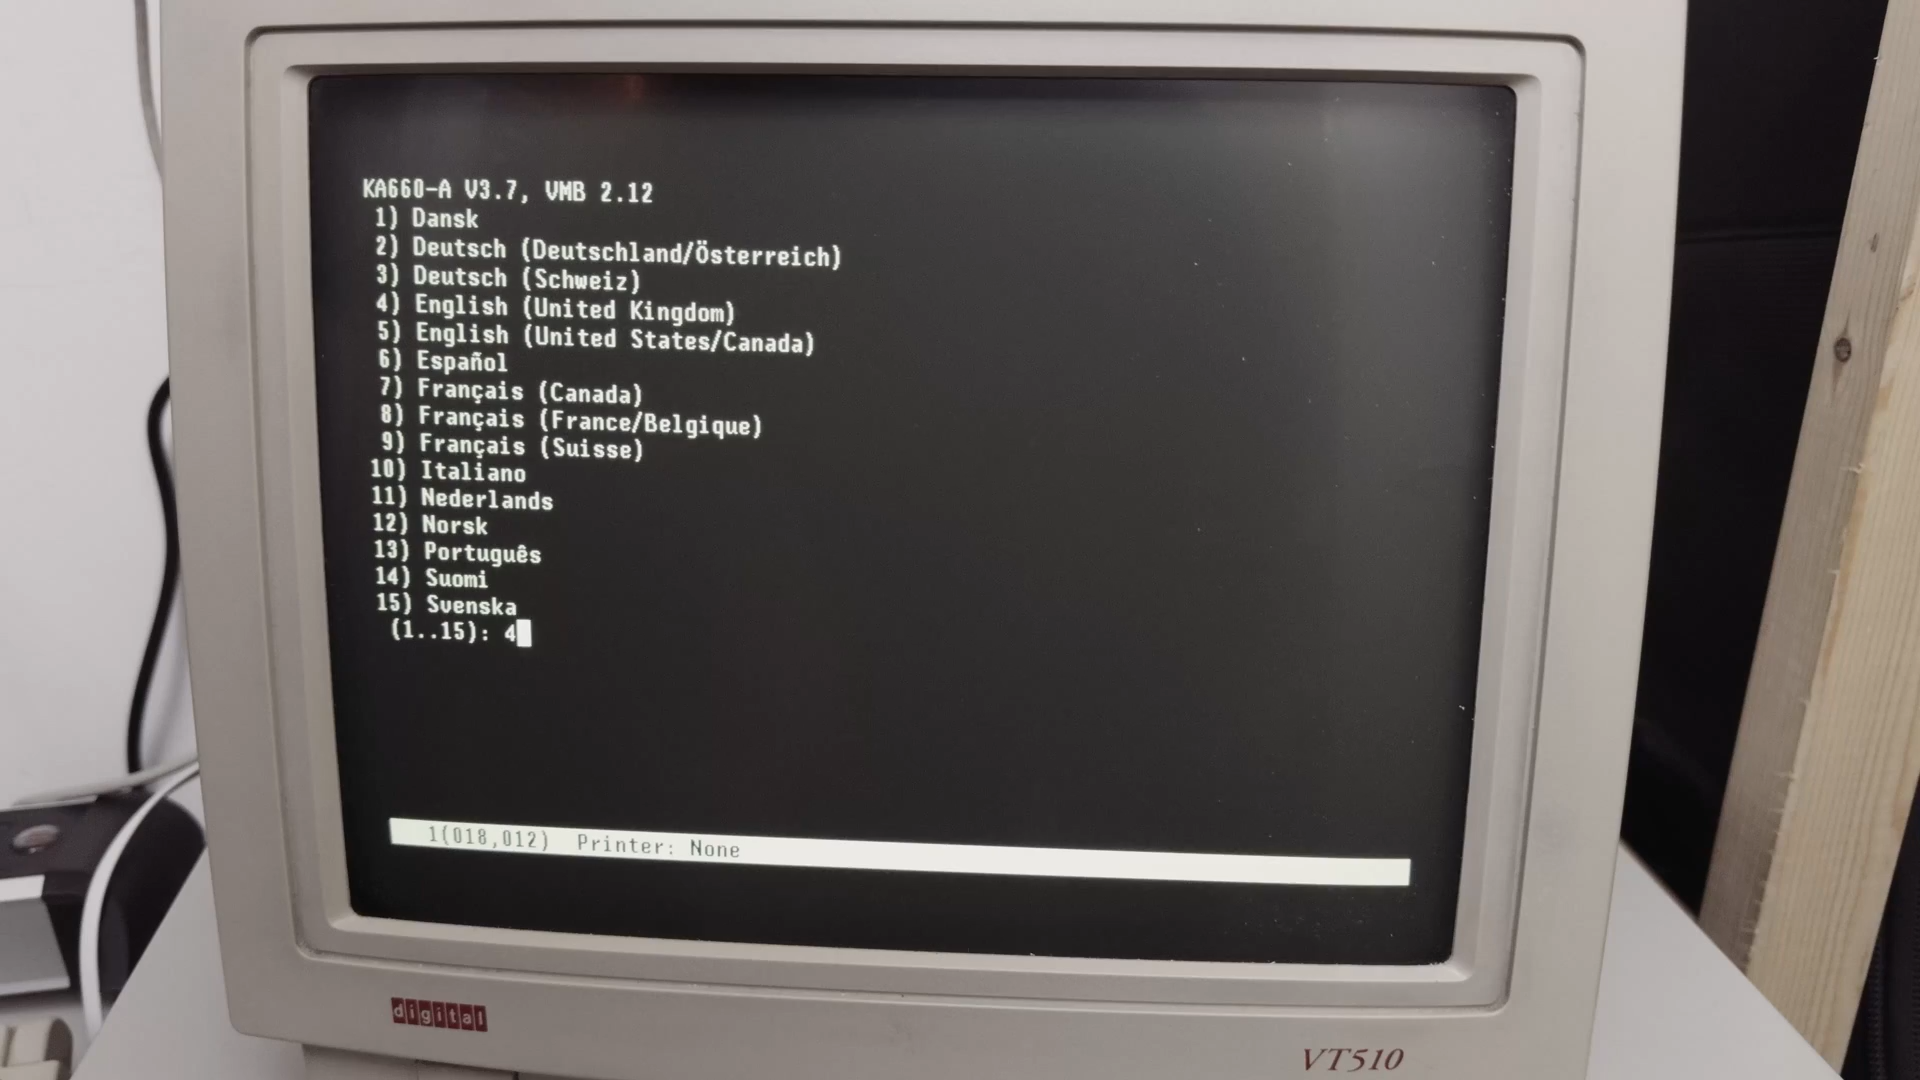 KA660-A V3.7, VMB 2.12
1) Dansk
2) Deutsch (Deutschland/Österreich)
3) Deutsch (Schweiz)
4) English (United Kingdom)
5) English (United States/Canada)
6) Español
7) Français (Canada)
8) Français (France/Belgique)
9) Français (Suisse)
10) Italiano
11) Nederlands
12) Norsk
13) Português
14) Suomi
15) Svenska
(1..15): 4
1(018,012) Printer: None
digital
VT510